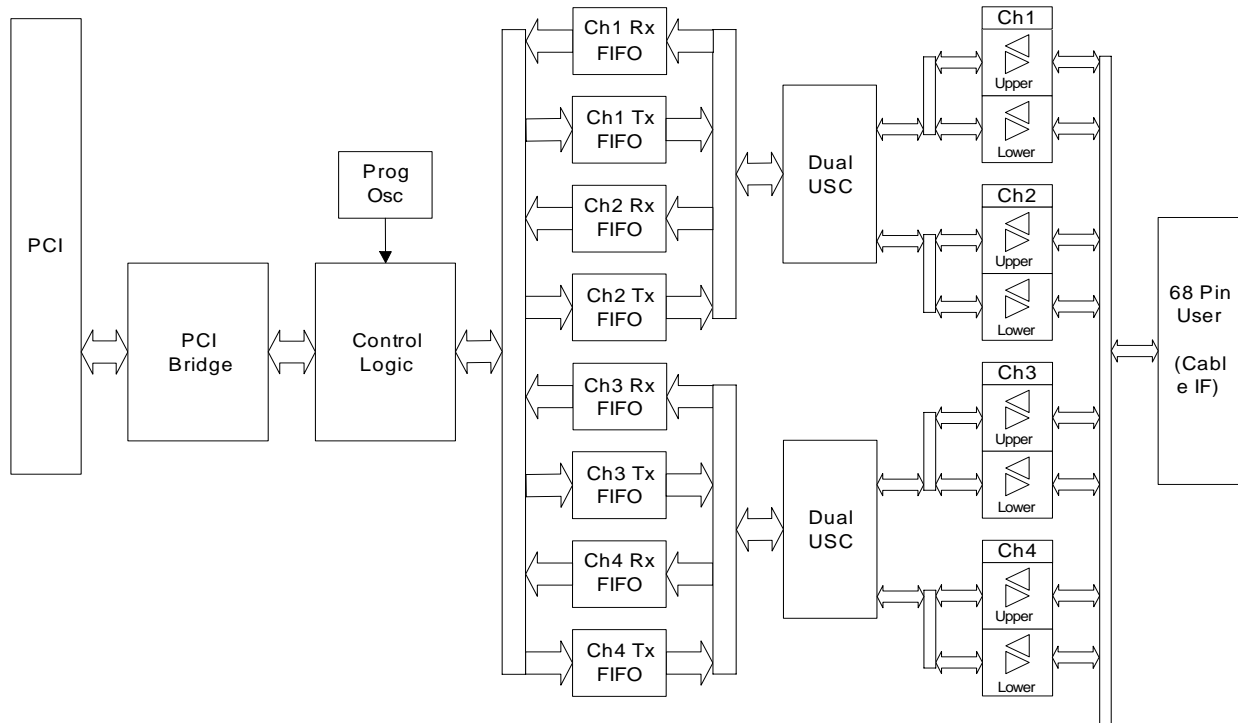 PCI
PCI
Bridge
Prog
Osc
Control
Logic
Ch1 Rx
FIFO
Ch1 Tx
FIFO
Ch2 Rx
FIFO
Ch2 Tx
FIFO
Ch3 Rx
FIFO
Ch3 Tx
FIFO
Ch4 Rx
FIFO
Ch4 Tx
FIFO
Dual
USC
Dual
USC
Ch1
Upper
Lower
Ch2
Upper
Lower
Ch3
Upper
Lower
Ch4
Upper
Lower
68 Pin
User
(Cabl
e IF)